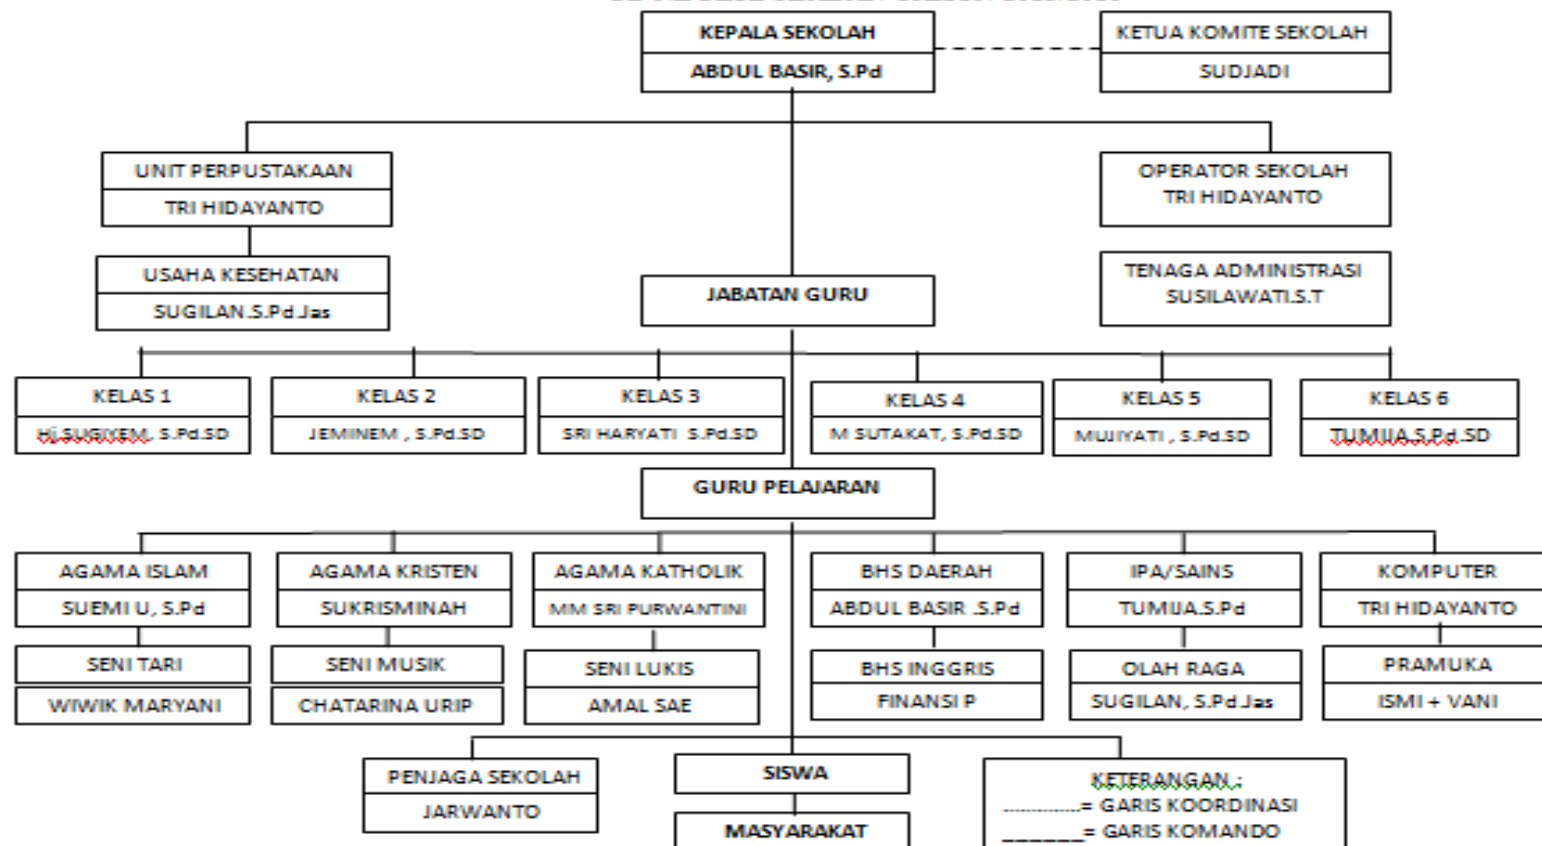 KEPALA SEKOLAH
ABDUL BASIR, S.Pd
KETUA KOMITE SEKOLAH
SUDJADI
UNIT PERPUSTAKAAN
TRI HIDAYANTO
OPERATOR SEKOLAH
TRI HIDAYANTO
USAHA KESEHATAN
SUGILAN.S.Pd.Jas
JABATAN GURU
TENAGA ADMINISTRASI
SUSILAWATI.S.T
KELAS 1
Hj.SUGIYEM, S.Pd.SD
KELAS 2
JEMINEM , S.Pd.SD
KELAS 3
SRI HARYATI S.Pd.SD
KELAS 4
M SUTAKAT, S.Pd.SD
KELAS 5
MUJIYATI , S.Pd.SD
KELAS 6
TUMIJA.S.Pd.SD
GURU PELAJARAN
AGAMA ISLAM
SUEMI U, S.Pd
AGAMA KRISTEN
SUKRISMINAH
AGAMA KATHOLIK
MM SRI PURWANTINI
BHS DAERAH
ABDUL BASIR .S.Pd
IPA/SAINS
TUMIJA.S.Pd
KOMPUTER
TRI HIDAYANTO
SENI TARI
WIWIK MARYANI
SENI MUSIK
CHATARINA URIP
SENI LUKIS
AMAL SAE
BHS INGGRIS
FINANSI P
OLAH RAGA
SUGILAN, S.Pd.Jas
PRAMUKA
ISMI + VANI
PENJAGA SEKOLAH
JARWANTO
SISWA
MASYARAKAT
KETERANGAN :
............= GARIS KOORDINASI
______= GARIS KOMANDO